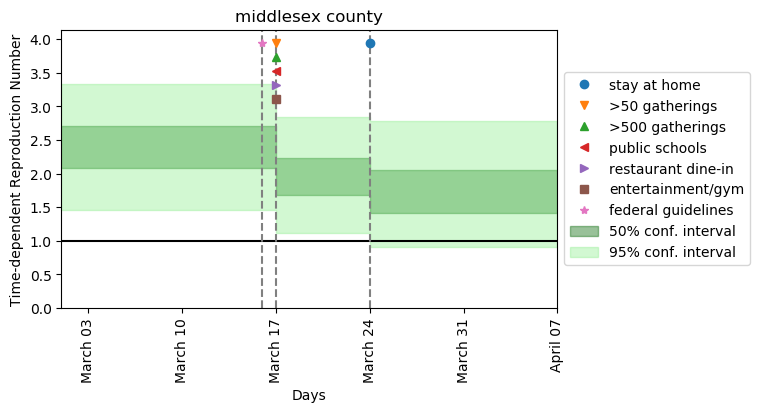 middlesex county
Time-dependent Reproduction Number
4.0
3.5
3.0
2.5
2.0
1.5
1.0
0.5
0.0
March 03
March 10
March 17
March 24
March 31
April 07
Days
stay at home
>50 gatherings
>500 gatherings
public schools
restaurant dine-in
entertainment/gym
federal guidelines
50% conf. interval
95% conf. interval